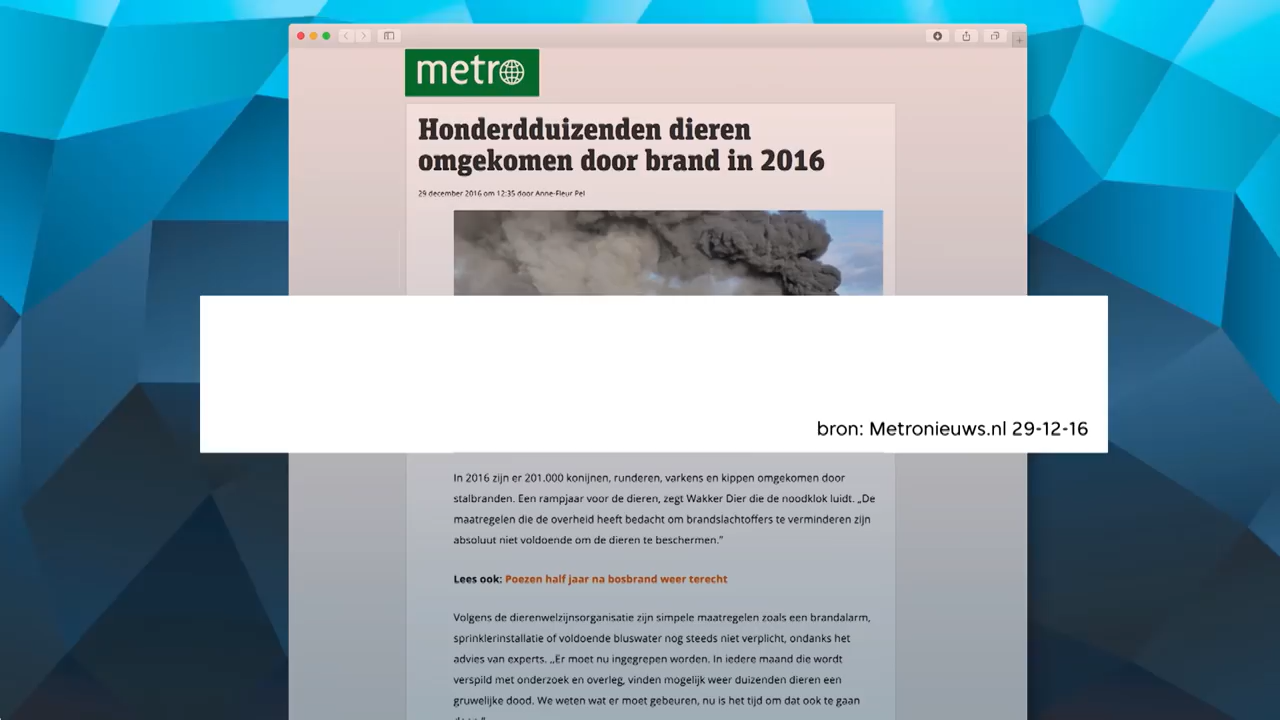 metro
Honderdduizenden dieren
omgekomen door brand in 2016
29 december 2016 om 12:35 door Anne-Fleur Pel
bron: Metronieuws.nl 29-12-16
In 2016 zijn er 201.000 konijnen, runderen, varkens en kippen omgekomen door
stalbranden. Een rampjaar voor de dieren, zegt Wakker Dier die de noodklok luidt. „De
maatregelen die de overheid heeft bedacht om brandslachtoffers te verminderen zijn
absoluut niet voldoende om de dieren te beschermen.”
Lees ook: Poezen half jaar na bosbrand weer terecht
Volgens de dierenwelzijnsorganisatie zijn simpele maatregelen zoals een brandalarm,
sprinklerinstallatie of voldoende bluswater nog steeds niet verplicht, ondanks het
advies van experts. „Er moet nu ingegrepen worden. In iedere maand die wordt
verspild met onderzoek en overleg, vinden mogelijk weer duizenden dieren een
gruwelijke dood. We weten wat er moet gebeuren, nu is het tijd om dat ook te gaan